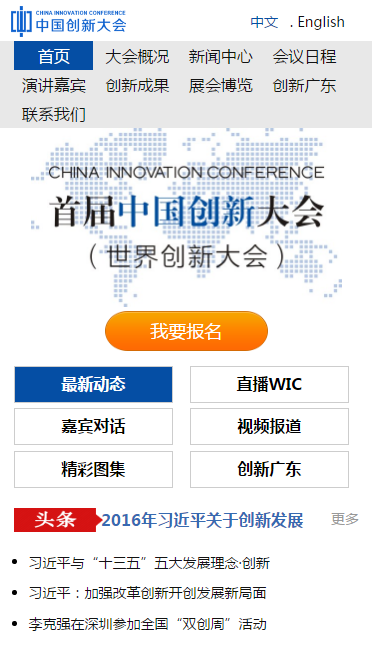 CHINA INNOVATION CONFERENCE
中国创新大会
中文 . English
首页 大会概况 新闻中心 会议日程
演讲嘉宾 创新成果 展会博览 创新广东
联系我们
CHINA INNOVATION CONFERENCE
首届中国创新大会
（世界创新大会）
我要报名
最新动态 直播WIC
嘉宾对话 视频报道
精彩图集 创新广东
头条 2016年习近平关于创新发展 更多
习近平与“十三五”五大发展理念·创新
习近平：加强改革创新开创发展新局面
李克强在深圳参加全国“双创周”活动